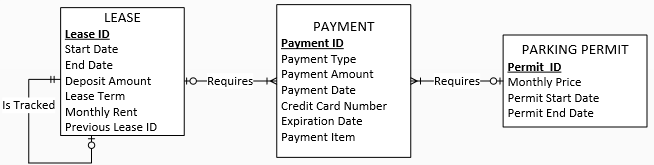 LEASE
Lease ID
Start Date
End Date
Deposit Amount
Lease Term
Monthly Rent
Previous Lease ID
Is Tracked
Requires
PAYMENT
Payment ID
Payment Type
Payment Amount
Payment Date
Credit Card Number
Expiration Date
Payment Item
Requires
PARKING PERMIT
Permit_ID
Monthly Price
Permit Start Date
Permit End Date